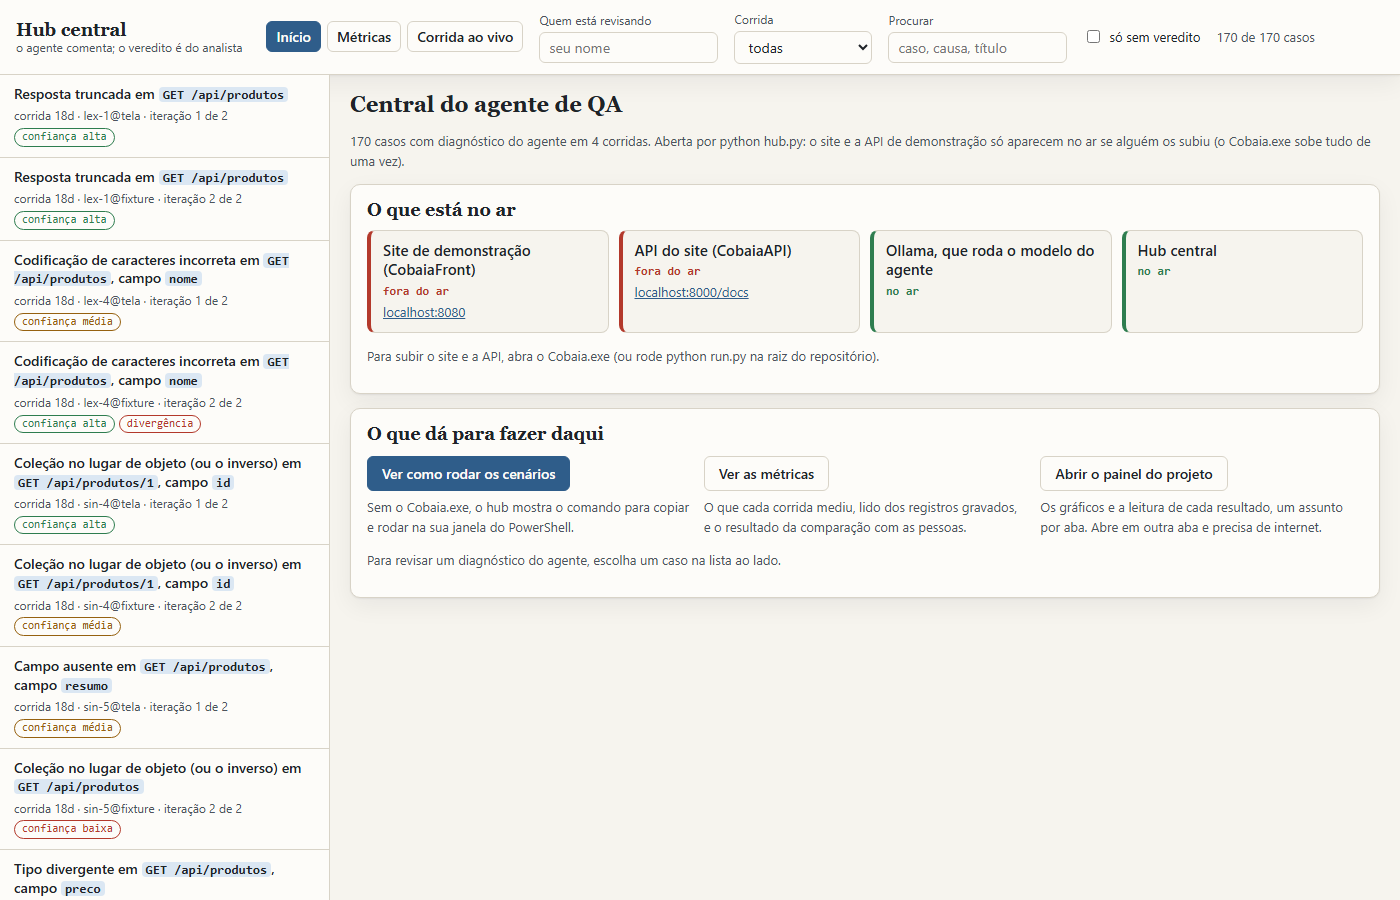 Hub central
o agente comenta; o veredito é do analista
Início
Métricas
Corrida ao vivo
Quem está revisando
seu nome
Corrida
todas
Procurar
caso, causa, título
só sem veredito
170 de 170 casos
Resposta truncada em GET /api/produtos
corrida 18d · lex-1@tela · iteração 1 de 2
confiança alta
Resposta truncada em GET /api/produtos
corrida 18d · lex-1@fixture · iteração 2 de 2
confiança alta
Codificação de caracteres incorreta em GET
/api/produtos, campo nome
corrida 18d · lex-4@tela · iteração 1 de 2
confiança média
Codificação de caracteres incorreta em GET
/api/produtos, campo nome
corrida 18d · lex-4@fixture · iteração 2 de 2
confiança alta
divergência
Coleção no lugar de objeto (ou o inverso) em
GET /api/produtos/1, campo id
corrida 18d · sin-4@tela · iteração 1 de 2
confiança alta
Coleção no lugar de objeto (ou o inverso) em
GET /api/produtos/1, campo id
corrida 18d · sin-4@fixture · iteração 2 de 2
confiança média
Campo ausente em GET /api/produtos,
campo resumo
corrida 18d · sin-5@tela · iteração 1 de 2
confiança média
Coleção no lugar de objeto (ou o inverso) em
GET /api/produtos
corrida 18d · sin-5@fixture · iteração 2 de 2
confiança baixa
Tipo divergente em GET /api/produtos,
campo preco
Central do agente de QA
170 casos com diagnóstico do agente em 4 corridas. Aberta por python hub.py: o site e a API de demonstração só aparecem no ar se alguém os subiu (o Cobaia.exe sobe tudo de
uma vez).
O que está no ar
Site de demonstração
(CobaiaFront)
fora do ar
localhost:8080
API do site (CobaiaAPI)
fora do ar
localhost:8000/docs
Ollama, que roda o modelo do
agente
no ar
Hub central
no ar
Para subir o site e a API, abra o Cobaia.exe (ou rode python run.py na raiz do repositório).
O que dá para fazer daqui
Ver como rodar os cenários
Sem o Cobaia.exe, o hub mostra o comando para copiar
e rodar na sua janela do PowerShell.
Ver as métricas
O que cada corrida mediu, lido dos registros gravados,
e o resultado da comparação com as pessoas.
Abrir o painel do projeto
Os gráficos e a leitura de cada resultado, um assunto
por aba. Abre em outra aba e precisa de internet.
Para revisar um diagnóstico do agente, escolha um caso na lista ao lado.